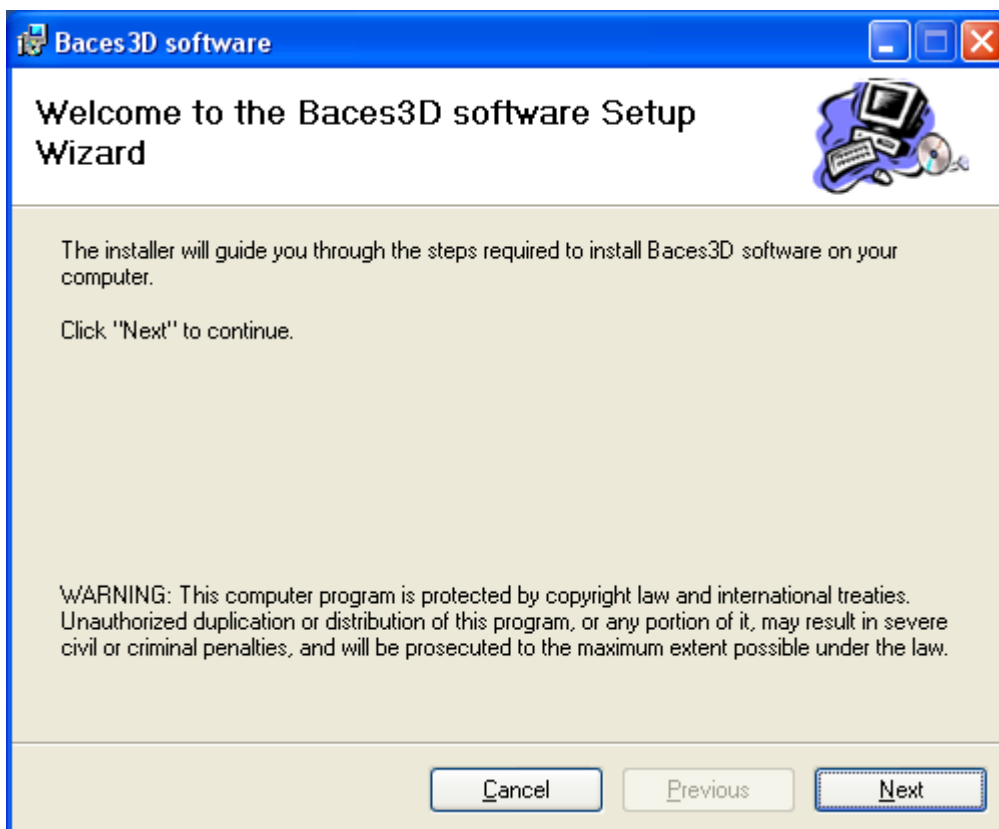 Baces3D software
Welcome to the Baces3D software Setup
Wizard
The installer will guide you through the steps required to install Baces3D software on your
computer.
Click "Next" to continue.
WARNING: This computer program is protected by copyright law and international treaties.
Unauthorized duplication or distribution of this program, or any portion of it, may result in severe
civil or criminal penalties, and will be prosecuted to the maximum extent possible under the law.
Cancel
Previous
Next